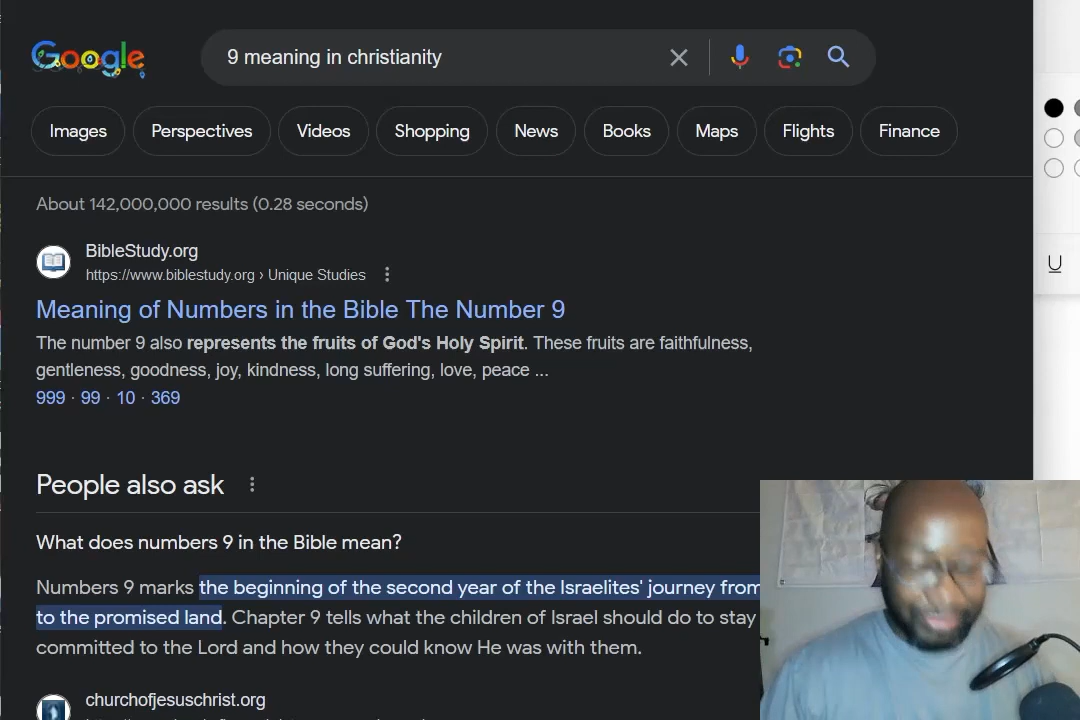 Google
9 meaning in christianity
Images
Perspectives
Videos
Shopping
News
Books
Maps
Flights
Finance
About 142,000,000 results (0.28 seconds)
BibleStudy.org
https://www.biblestudy.org › Unique Studies
Meaning of Numbers in the Bible The Number 9
The number 9 also represents the fruits of God's Holy Spirit. These fruits are faithfulness,
gentleness, goodness, joy, kindness, long suffering, love, peace ...
999 · 99 · 10 · 369
People also ask
What does numbers 9 in the Bible mean?
Numbers 9 marks the beginning of the second year of the Israelites' journey from
to the promised land. Chapter 9 tells what the children of Israel should do to stay
committed to the Lord and how they could know He was with them.
churchofjesuschrist.org